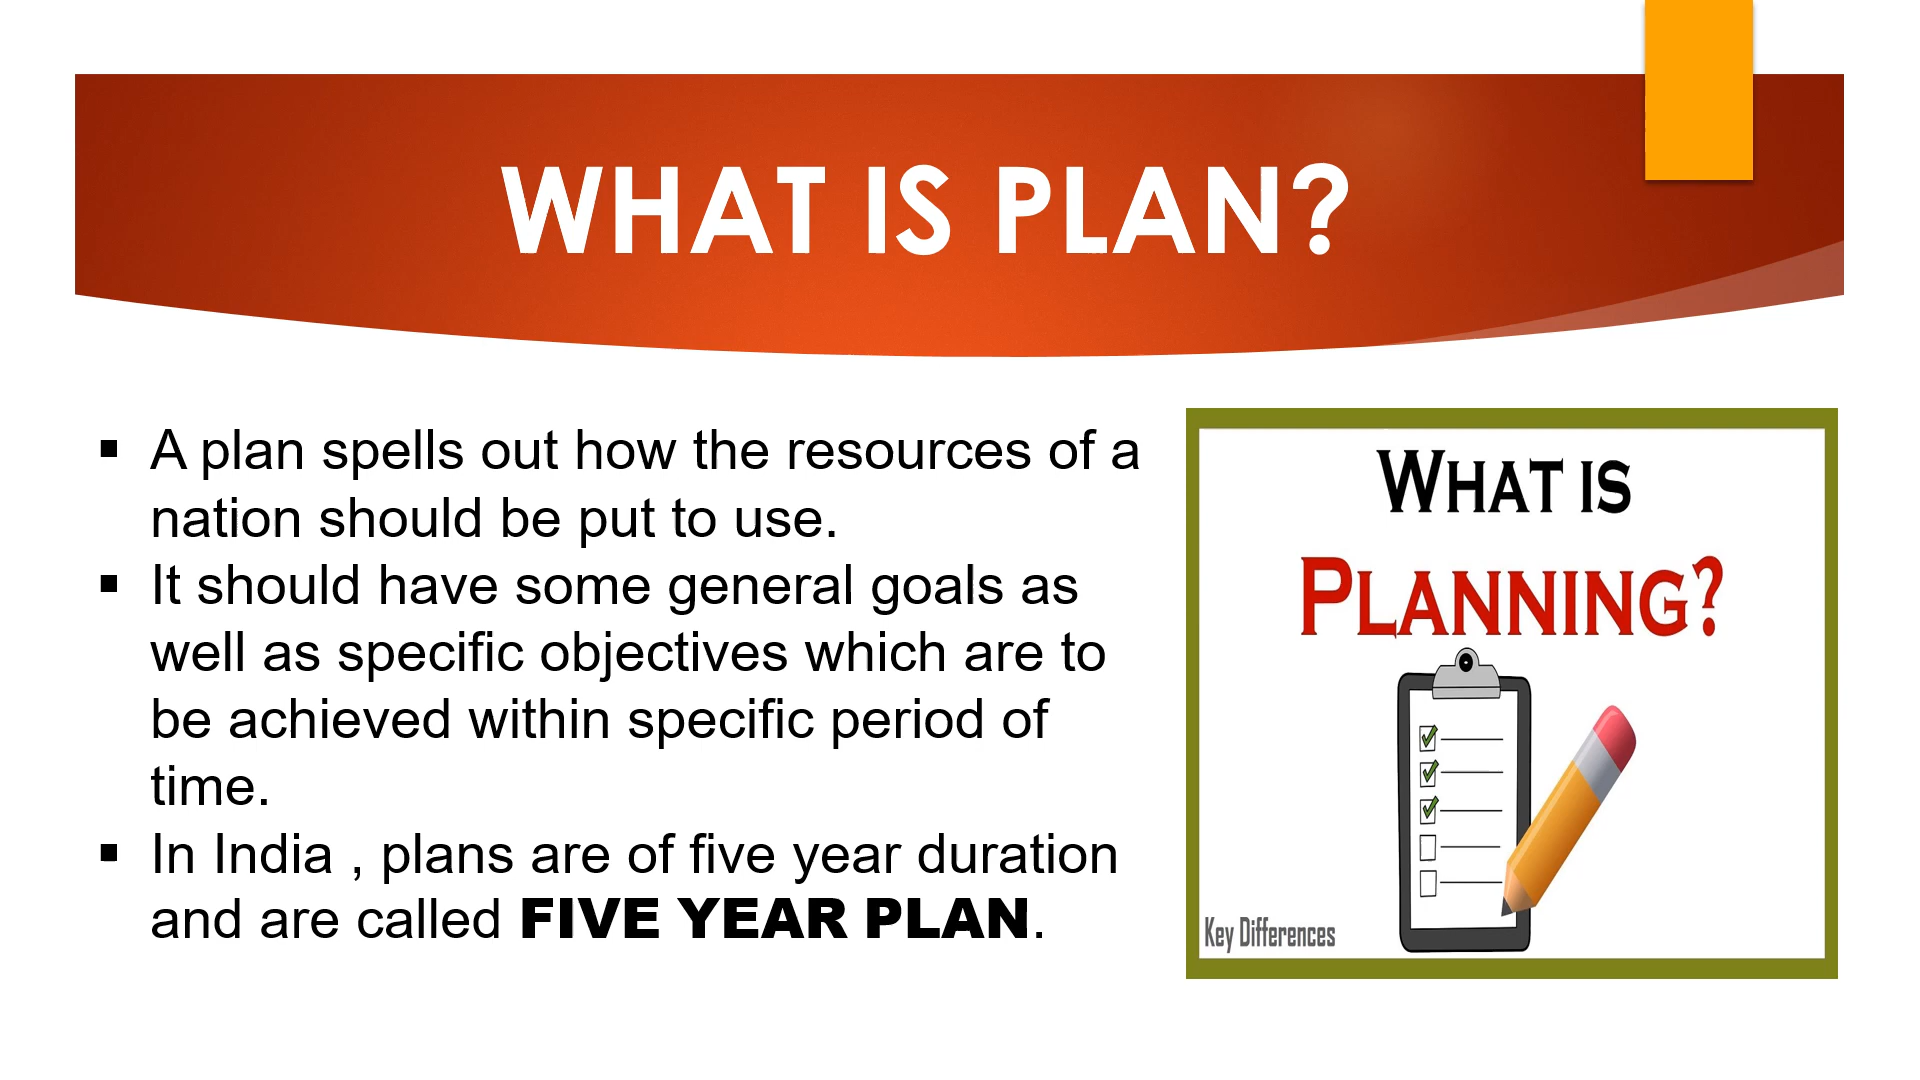 WHAT IS PLAN?
▪ A plan spells out how the resources of a
nation should be put to use.
▪ It should have some general goals as
well as specific objectives which are to
be achieved within specific period of
time.
▪ In India , plans are of five year duration
and are called FIVE YEAR PLAN.
WHAT IS
PLANNING?
Key Differences